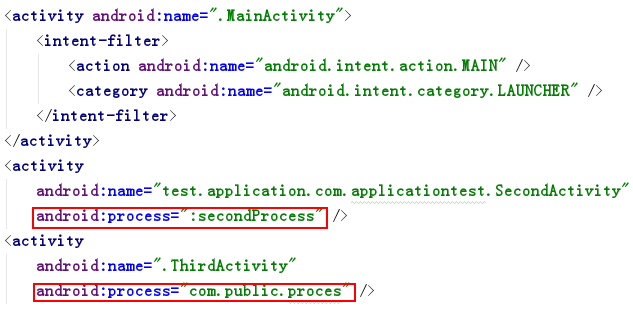 <activity android:name=".MainActivity">
<intent-filter>
<action android:name="android.intent.action.MAIN" />
<category android:name="android.intent.category.LAUNCHER" />
</intent-filter>
</activity>
<activity
android:name="test.application.com.applicationtest.SecondActivity"
android:process=":secondProcess" />
<activity
android:name=".ThirdActivity"
android:process="com.public.proces" />